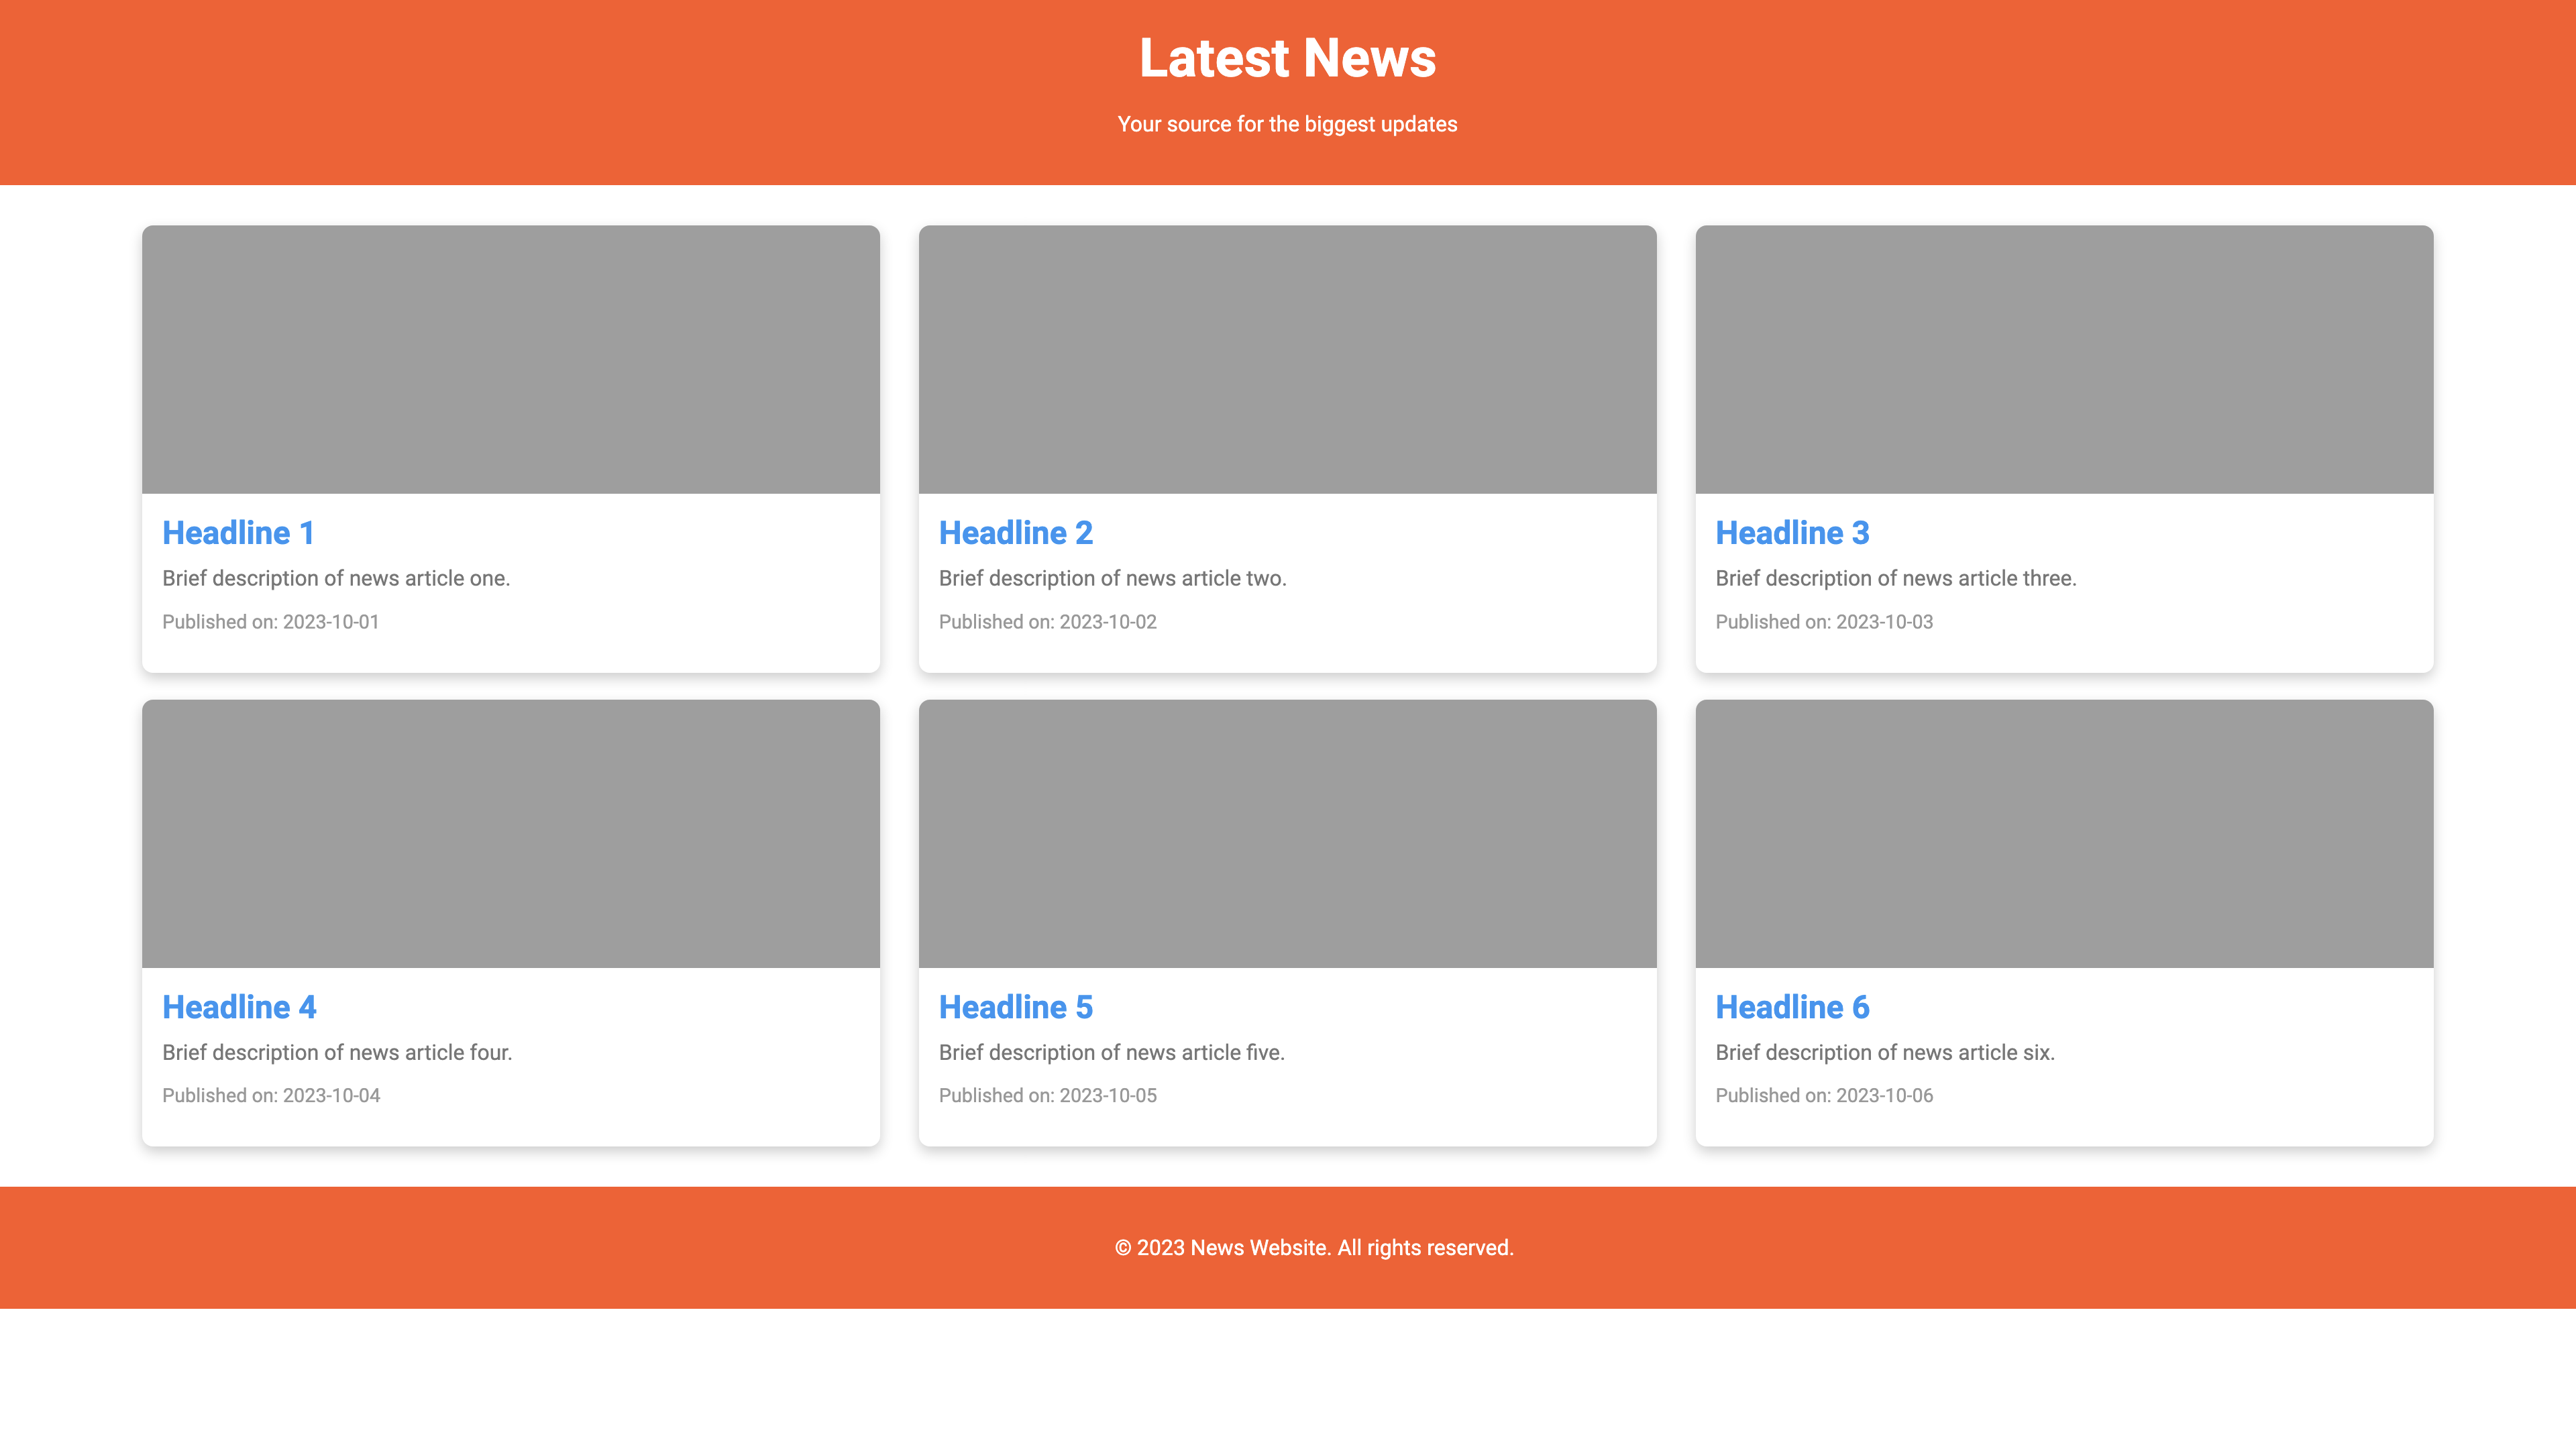 Latest News
Your source for the biggest updates
Headline 1
Brief description of news article one.
Published on: 2023-10-01
Headline 2
Brief description of news article two.
Published on: 2023-10-02
Headline 3
Brief description of news article three.
Published on: 2023-10-03
Headline 4
Brief description of news article four.
Published on: 2023-10-04
Headline 5
Brief description of news article five.
Published on: 2023-10-05
Headline 6
Brief description of news article six.
Published on: 2023-10-06
© 2023 News Website. All rights reserved.